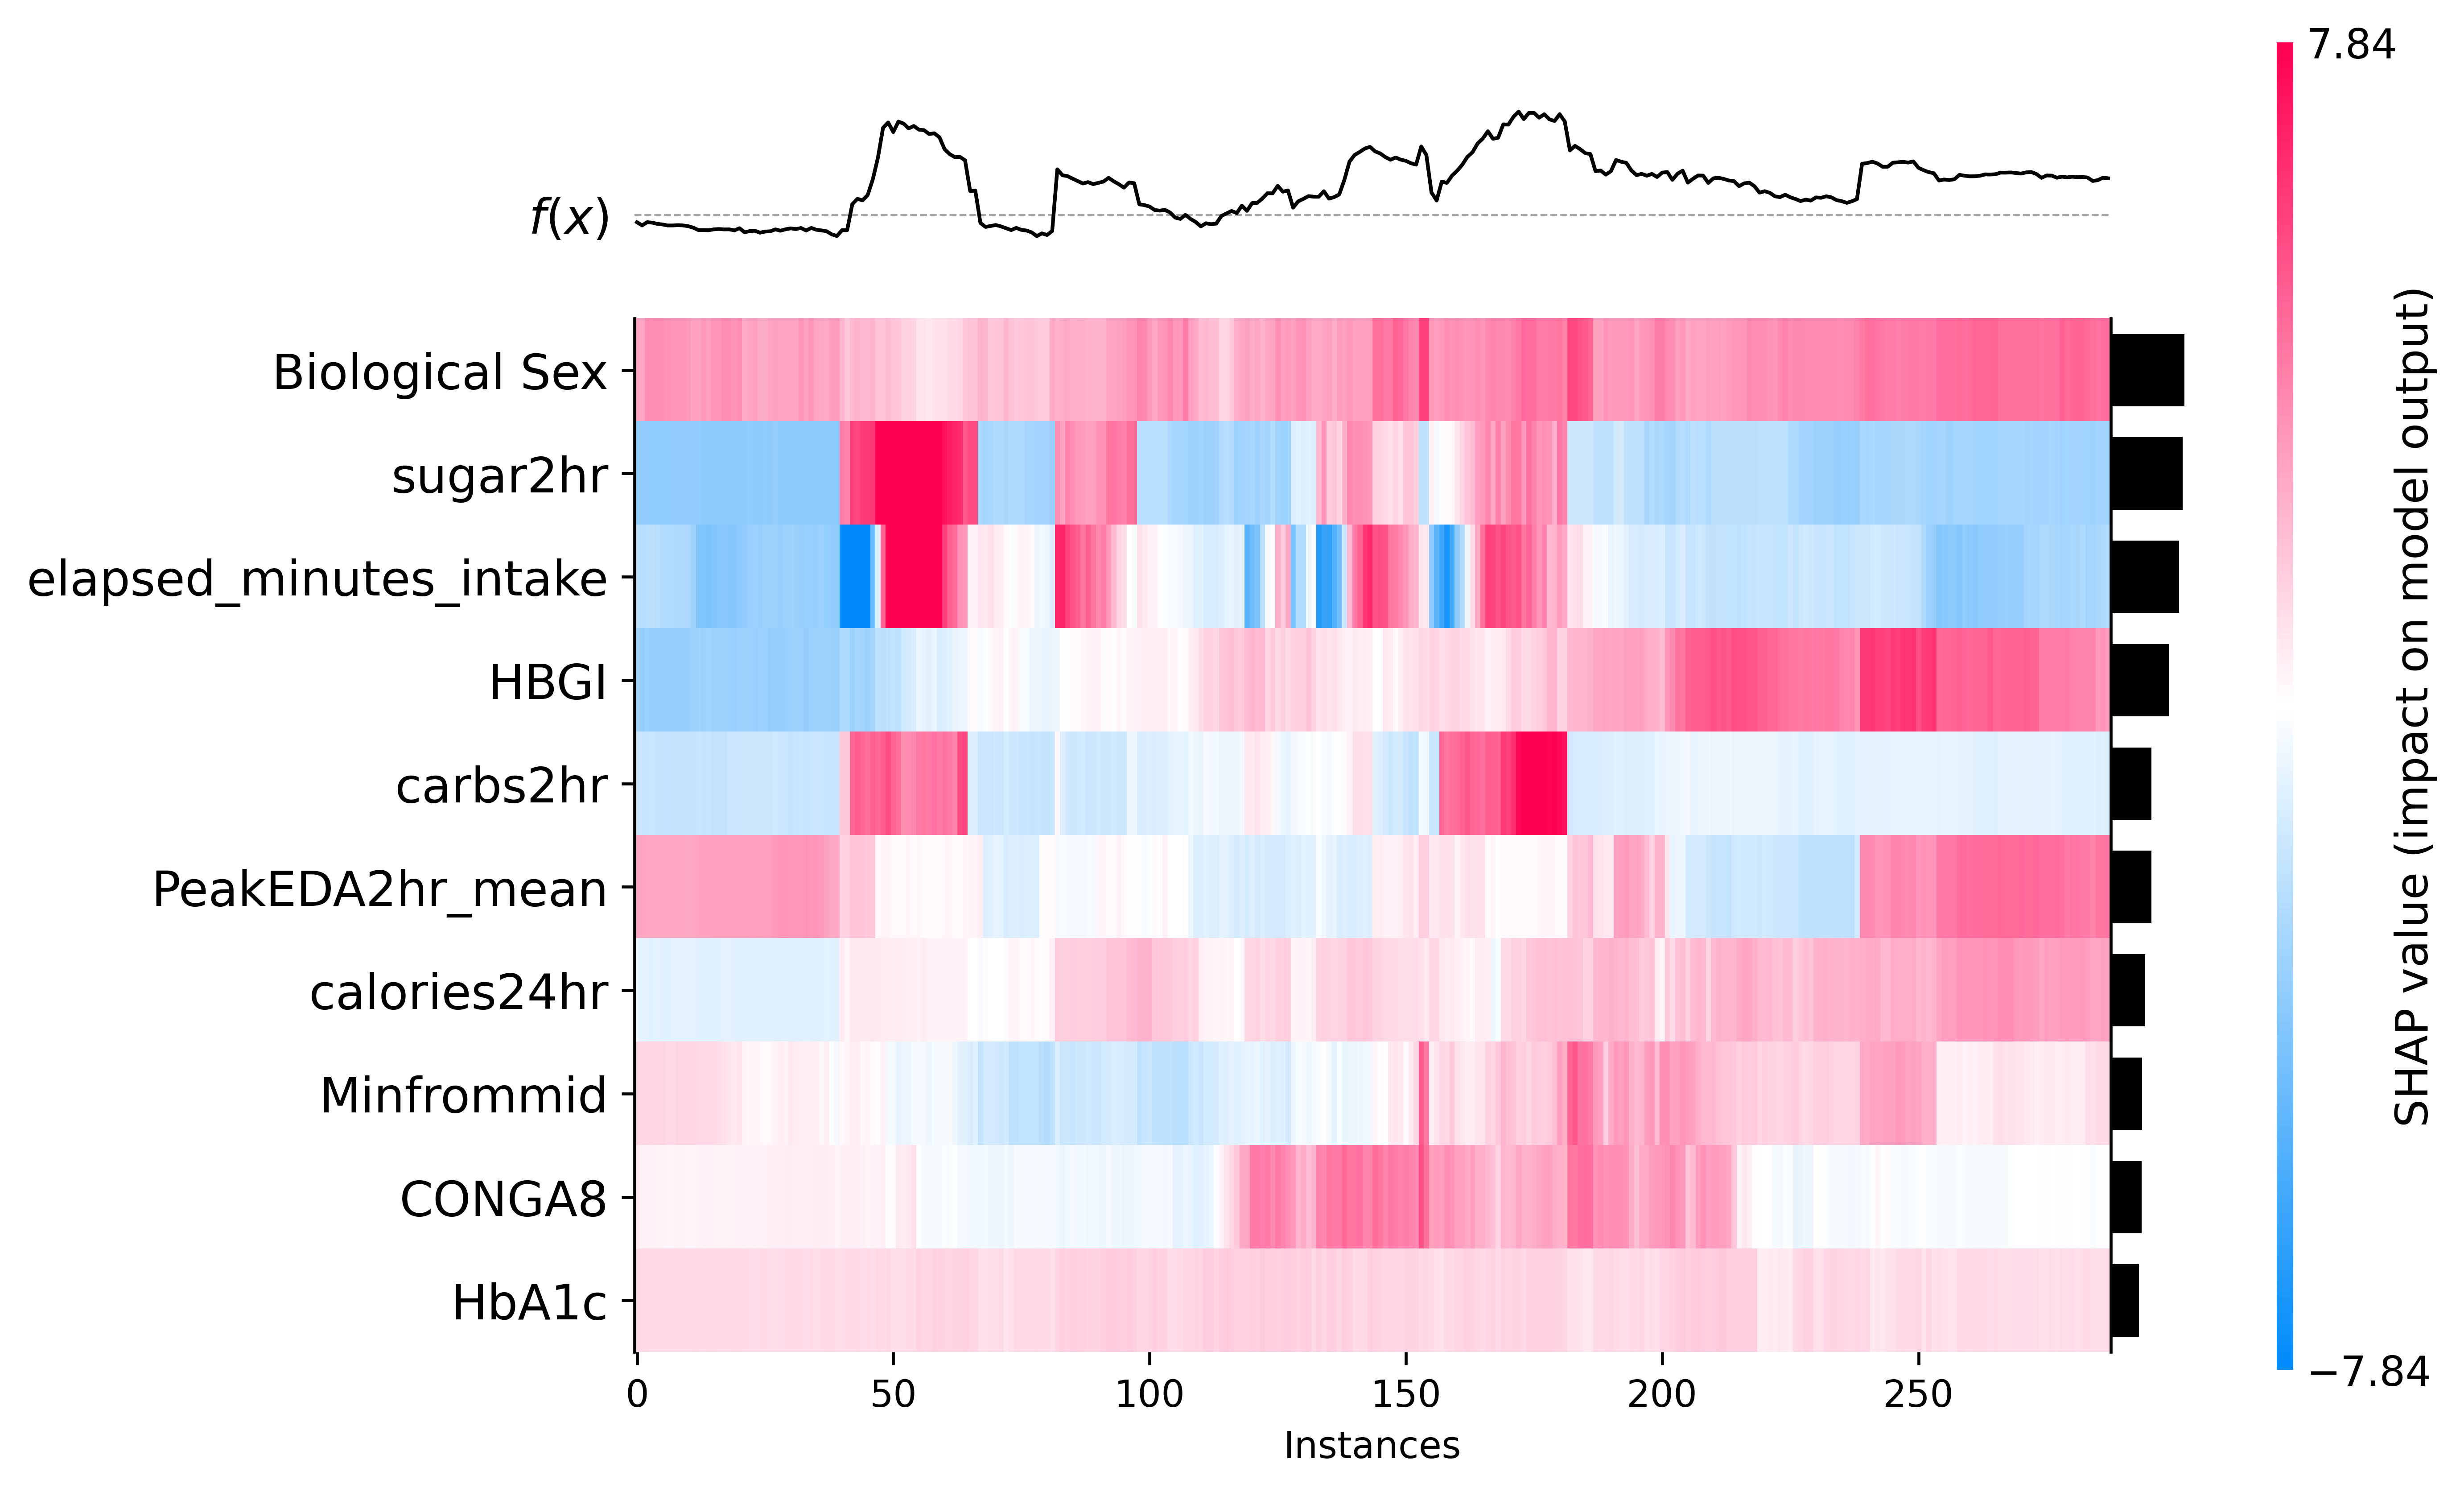 7.84
f(x)
Biological Sex
sugar2hr
elapsed_minutes_intake
HBGI
carbs2hr
PeakEDA2hr_mean
calories24hr
Minfrommid
CONGA8
HbA1c
0 50 100 150 200 250
Instances
−7.84
SHAP value (impact on model output)